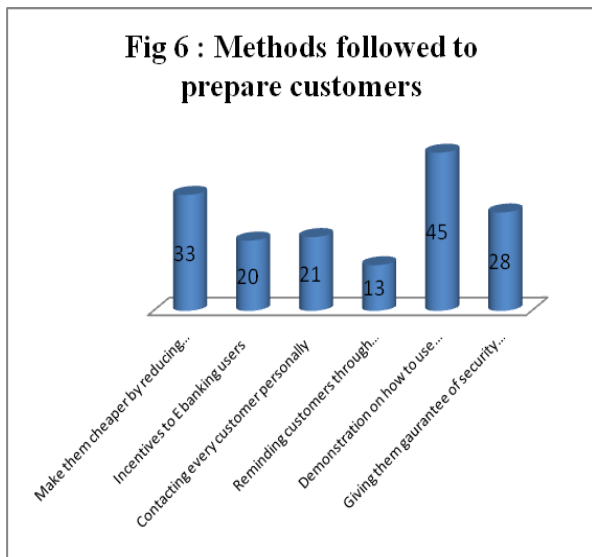 Fig 6 : Methods followed to
prepare customers
33
20
21
13
45
28
Make them cheaper by reducing...
Incentives to E banking users
Contacting every customer personally
Reminding customers through...
Demonstration on how to use...
Giving them gaurantee of security...